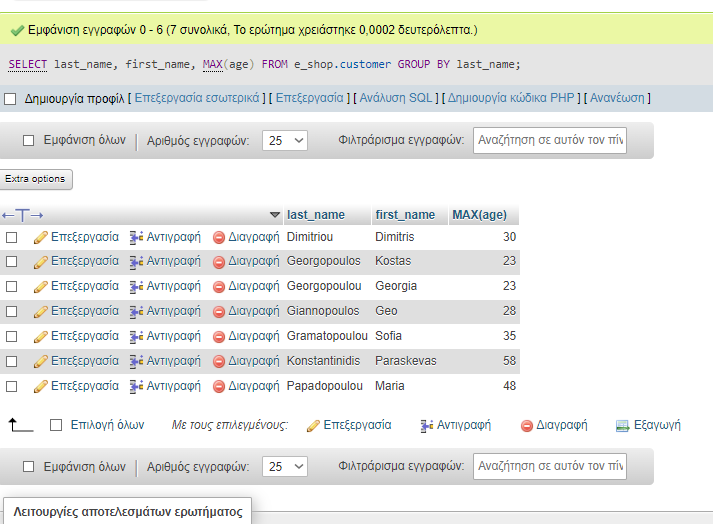 Εμφάνιση εγγραφών 0 - 6 (7 συνολικά, Το ερώτημα χρειάστηκε 0,0002 δευτερόλεπτα.)
SELECT last_name, first_name, MAX(age) FROM e_shop.customer GROUP BY last_name;
Δημιουργία προφίλ [ Επεξεργασία εσωτερικά ] [ Επεξεργασία ] [ Ανάλυση SQL ] [ Δημιουργία κώδικα PHP ] [ Ανανέωση ]
Εμφάνιση όλων Αριθμός εγγραφών: 25 Φιλτράρισμα εγγραφών: Αναζήτηση σε αυτόν τον πίν
Extra options
←T→ last_name first_name MAX(age)
Επεξεργασία Αντιγραφή Διαγραφή Dimitriou Dimitris 30
Επεξεργασία Αντιγραφή Διαγραφή Georgopoulos Kostas 23
Επεξεργασία Αντιγραφή Διαγραφή Georgopoulou Georgia 23
Επεξεργασία Αντιγραφή Διαγραφή Giannopoulos Geo 28
Επεξεργασία Αντιγραφή Διαγραφή Gramatopoulou Sofia 35
Επεξεργασία Αντιγραφή Διαγραφή Konstantinidis Paraskevas 58
Επεξεργασία Αντιγραφή Διαγραφή Papadopoulou Maria 48
Επιλογή όλων Με τους επιλεγμένους: Επεξεργασία Αντιγραφή Διαγραφή Εξαγωγή
Εμφάνιση όλων Αριθμός εγγραφών: 25 Φιλτράρισμα εγγραφών: Αναζήτηση σε αυτόν τον πίν
Λειτουργίες αποτελεσμάτων ερωτήματος